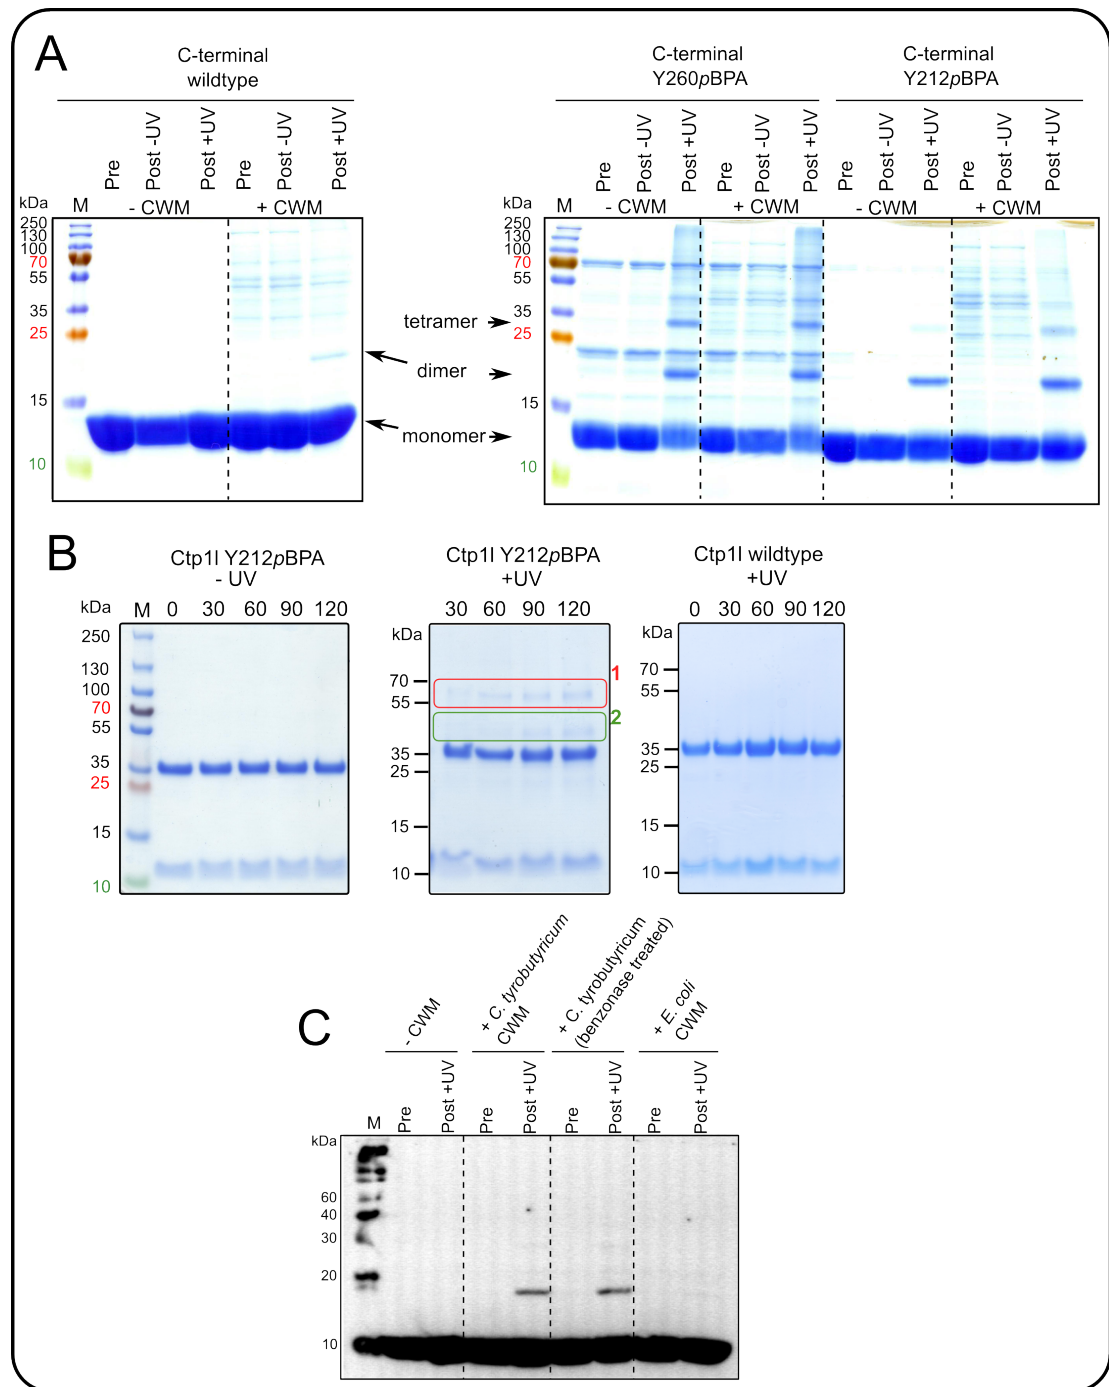 A
C-terminal
wildtype
Pre
Post -UV
Post +UV
Pre
Post -UV
Post +UV
kDa
M
- CWM
+ CWM
250
130
100
70
55
35
25
15
10
tetramer
dimer
monomer
C-terminal
Y260pBPA
C-terminal
Y212pBPA
Pre
Post -UV
Post +UV
Pre
Post -UV
Post +UV
Pre
Post -UV
Post +UV
Pre
Post -UV
Post +UV
kDa
M
- CWM
+ CWM
- CWM
+ CWM
250
130
100
70
55
35
25
15
10
B
Ctp1l Y212pBPA
- UV
kDa
M 0 30 60 90 120
250
130
100
70
55
35
25
15
10
Ctp1l Y212pBPA
+UV
30 60 90 120
kDa
70
55
35
25
15
10
1
2
Ctp1l wildtype
+UV
0 30 60 90 120
kDa
70
55
35
25
15
10
C
- CWM
+ C. tyrobutyricum
CWM
+ C. tyrobutyricum
(benzonase treated)
+ E. coli
CWM
M
Pre
Post +UV
Pre
Post +UV
Pre
Post +UV
Pre
Post +UV
kDa
60
40
30
20
10